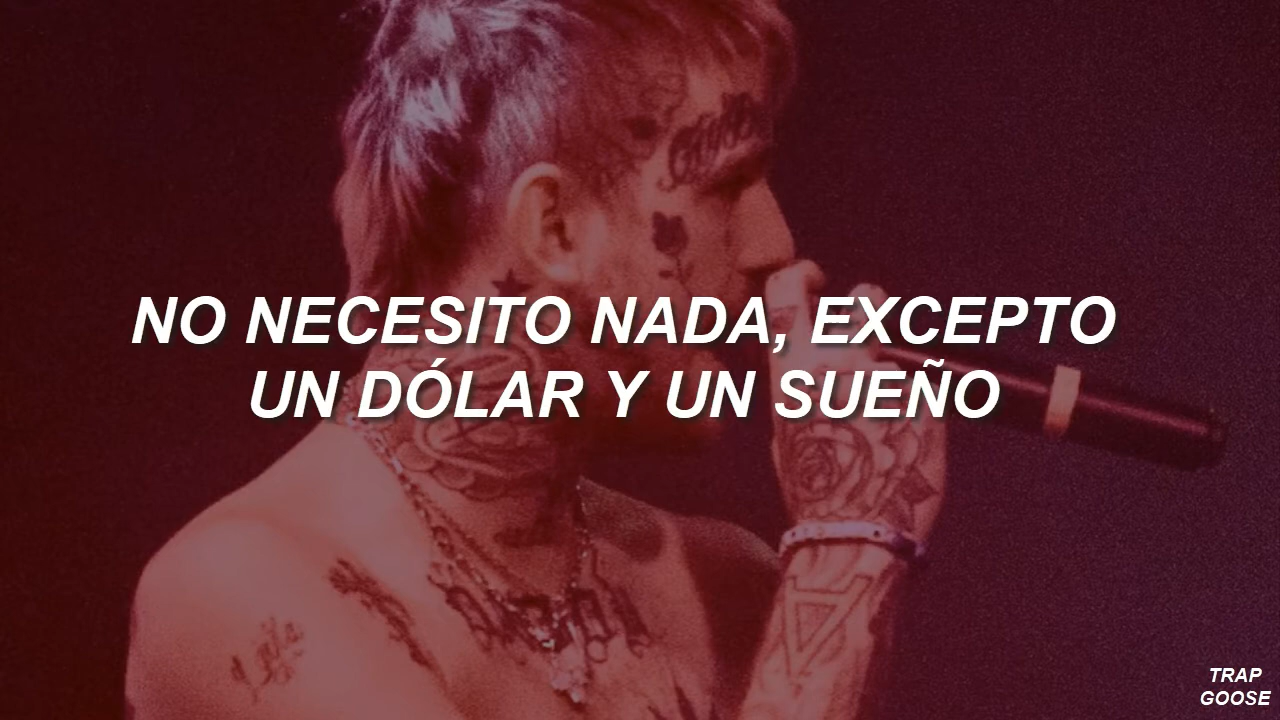 NO NECESITO NADA, EXCEPTO
UN DÓLAR Y UN SUEÑO
TRAP
GOOSE